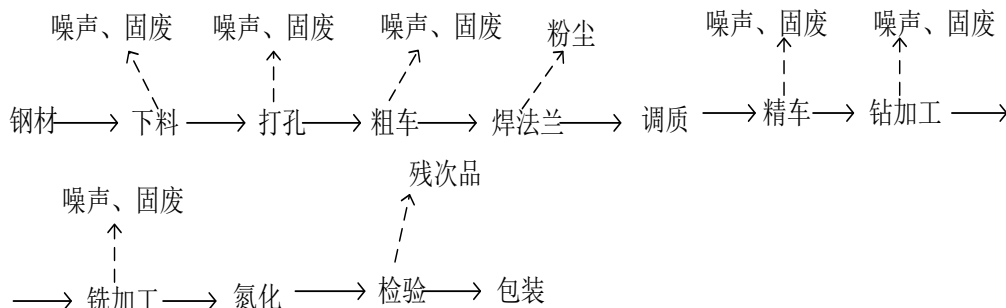 噪声、固废 噪声、固废 噪声、固废 粉尘 噪声、固废 噪声、固废
钢材 下料 打孔 粗车 焊法兰 调质 精车 钻加工
噪声、固废 残次品
铣加工 氮化 检验 包装